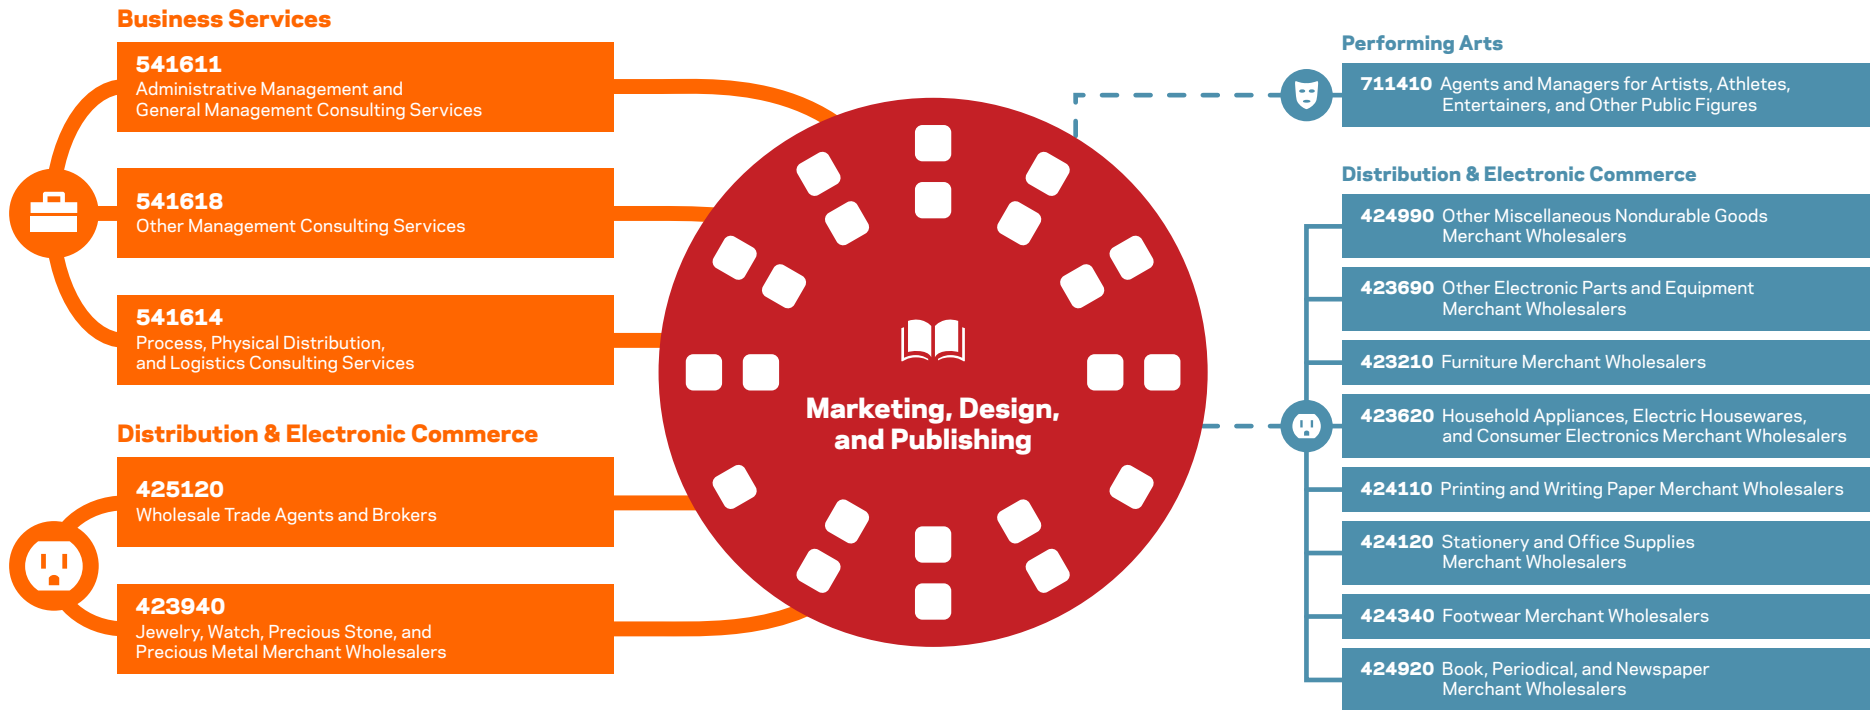 Business Services
541611
Administrative Management and
General Management Consulting Services
541618
Other Management Consulting Services
541614
Process, Physical Distribution,
and Logistics Consulting Services
Distribution & Electronic Commerce
425120
Wholesale Trade Agents and Brokers
423940
Jewelry, Watch, Precious Stone, and
Precious Metal Merchant Wholesalers
Marketing, Design,
and Publishing
Performing Arts
711410 Agents and Managers for Artists, Athletes,
Entertainers, and Other Public Figures
Distribution & Electronic Commerce
424990 Other Miscellaneous Nondurable Goods
Merchant Wholesalers
423690 Other Electronic Parts and Equipment
Merchant Wholesalers
423210 Furniture Merchant Wholesalers
423620 Household Appliances, Electric Housewares,
and Consumer Electronics Merchant Wholesalers
424110 Printing and Writing Paper Merchant Wholesalers
424120 Stationery and Office Supplies
Merchant Wholesalers
424340 Footwear Merchant Wholesalers
424920 Book, Periodical, and Newspaper
Merchant Wholesalers